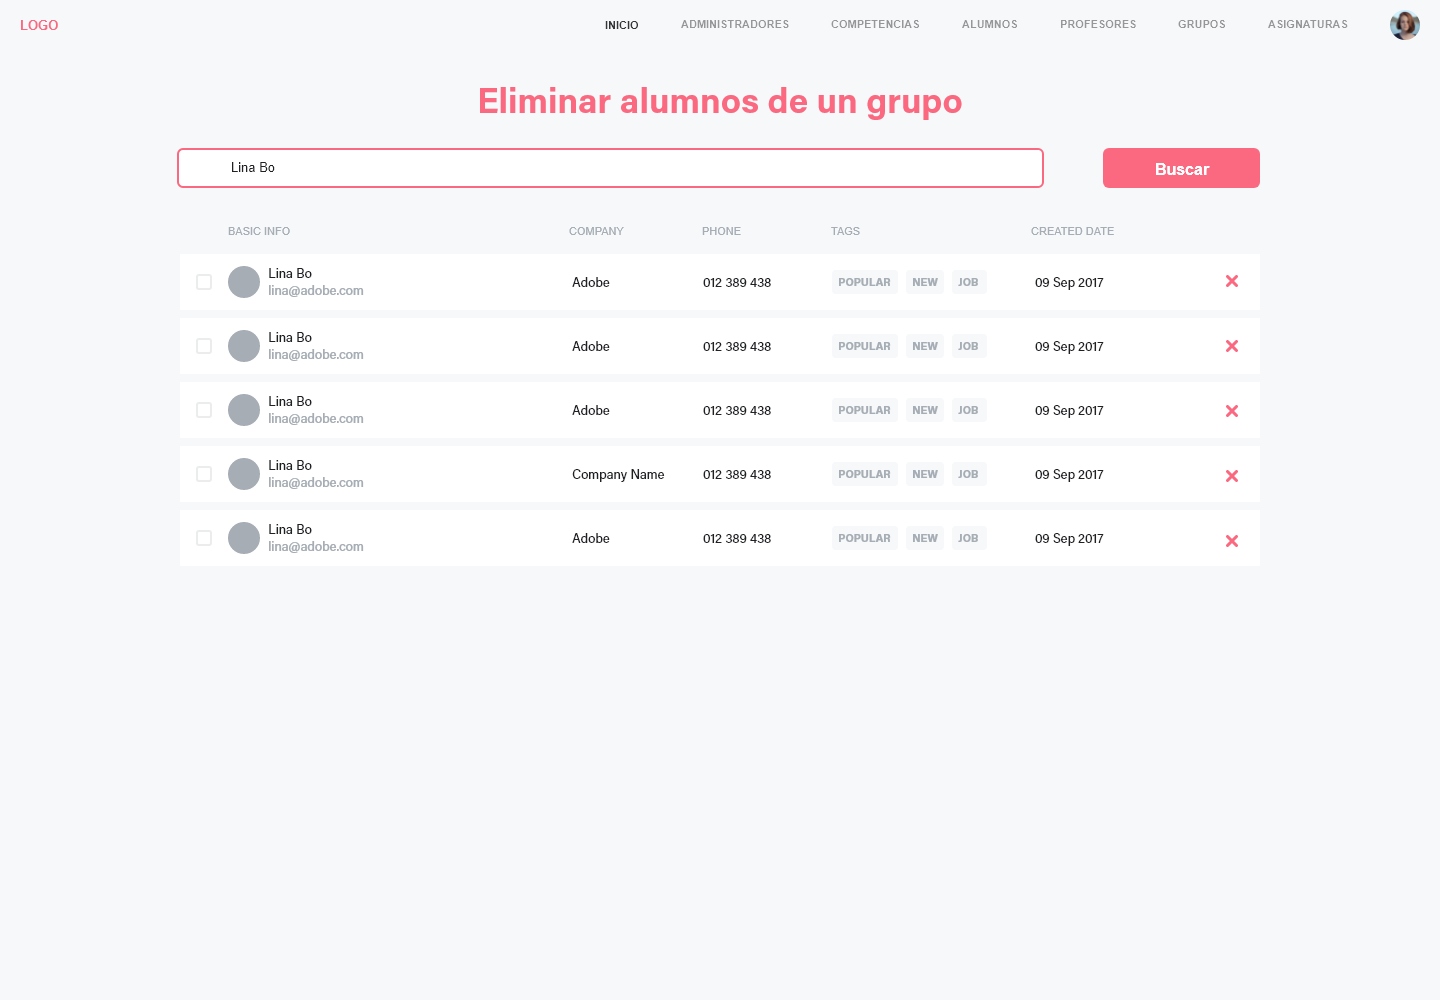 LOGO
INICIO ADMINISTRADORES COMPETENCIAS ALUMNOS PROFESORES GRUPOS ASIGNATURAS
Eliminar alumnos de un grupo
Lina Bo
Buscar
BASIC INFO COMPANY PHONE TAGS CREATED DATE
Lina Bo
lina@adobe.com
Adobe 012 389 438 POPULAR NEW JOB 09 Sep 2017
Lina Bo
lina@adobe.com
Adobe 012 389 438 POPULAR NEW JOB 09 Sep 2017
Lina Bo
lina@adobe.com
Adobe 012 389 438 POPULAR NEW JOB 09 Sep 2017
Lina Bo
lina@adobe.com
Company Name 012 389 438 POPULAR NEW JOB 09 Sep 2017
Lina Bo
lina@adobe.com
Adobe 012 389 438 POPULAR NEW JOB 09 Sep 2017